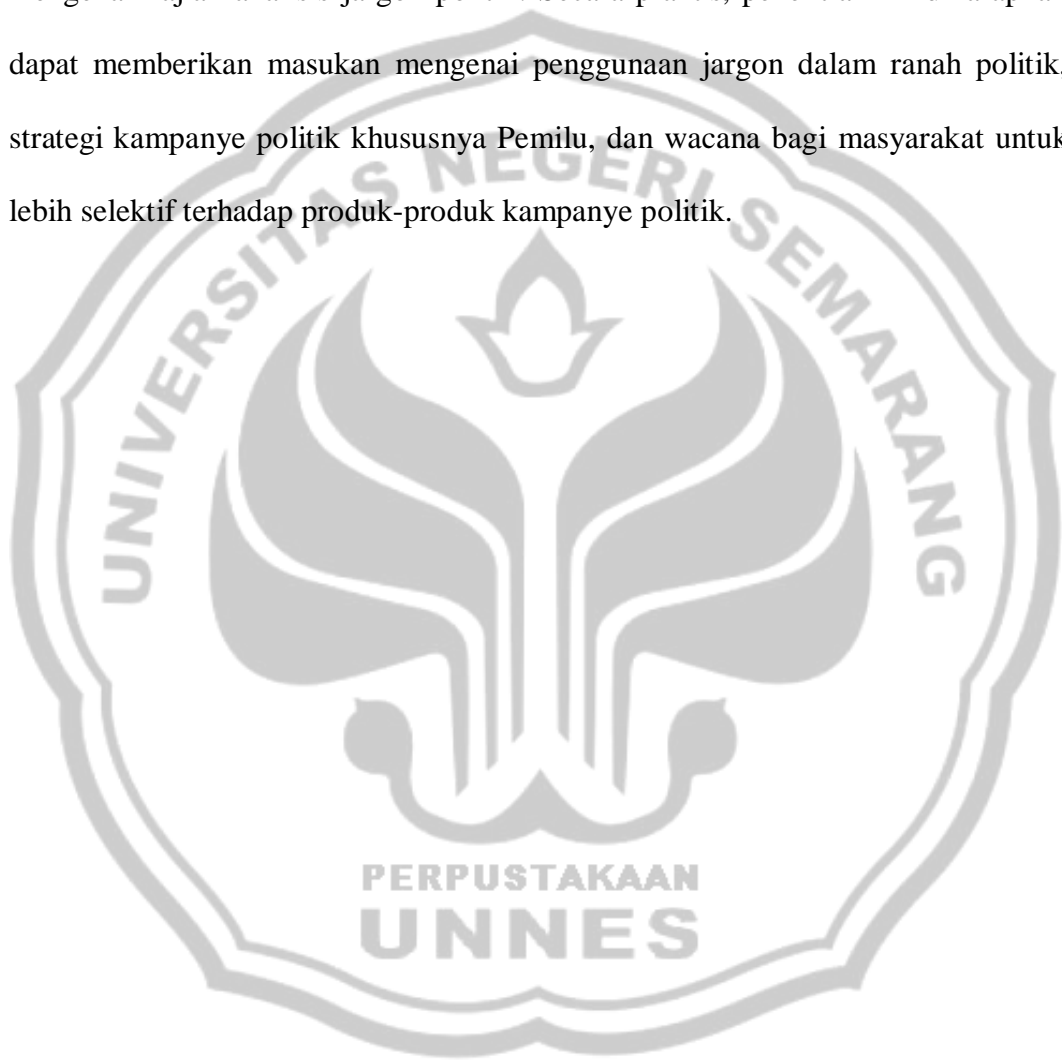 dapat memberikan masukan mengenai penggunaan jargon dalam ranah politik,
strategi kampanye politik khususnya Pemilu, dan wacana bagi masyarakat untuk
lebih selektif terhadap produk-produk kampanye politik.
UNIVERSITAS NEGERI SEMARANG
PERPUSTAKAAN
UNNES